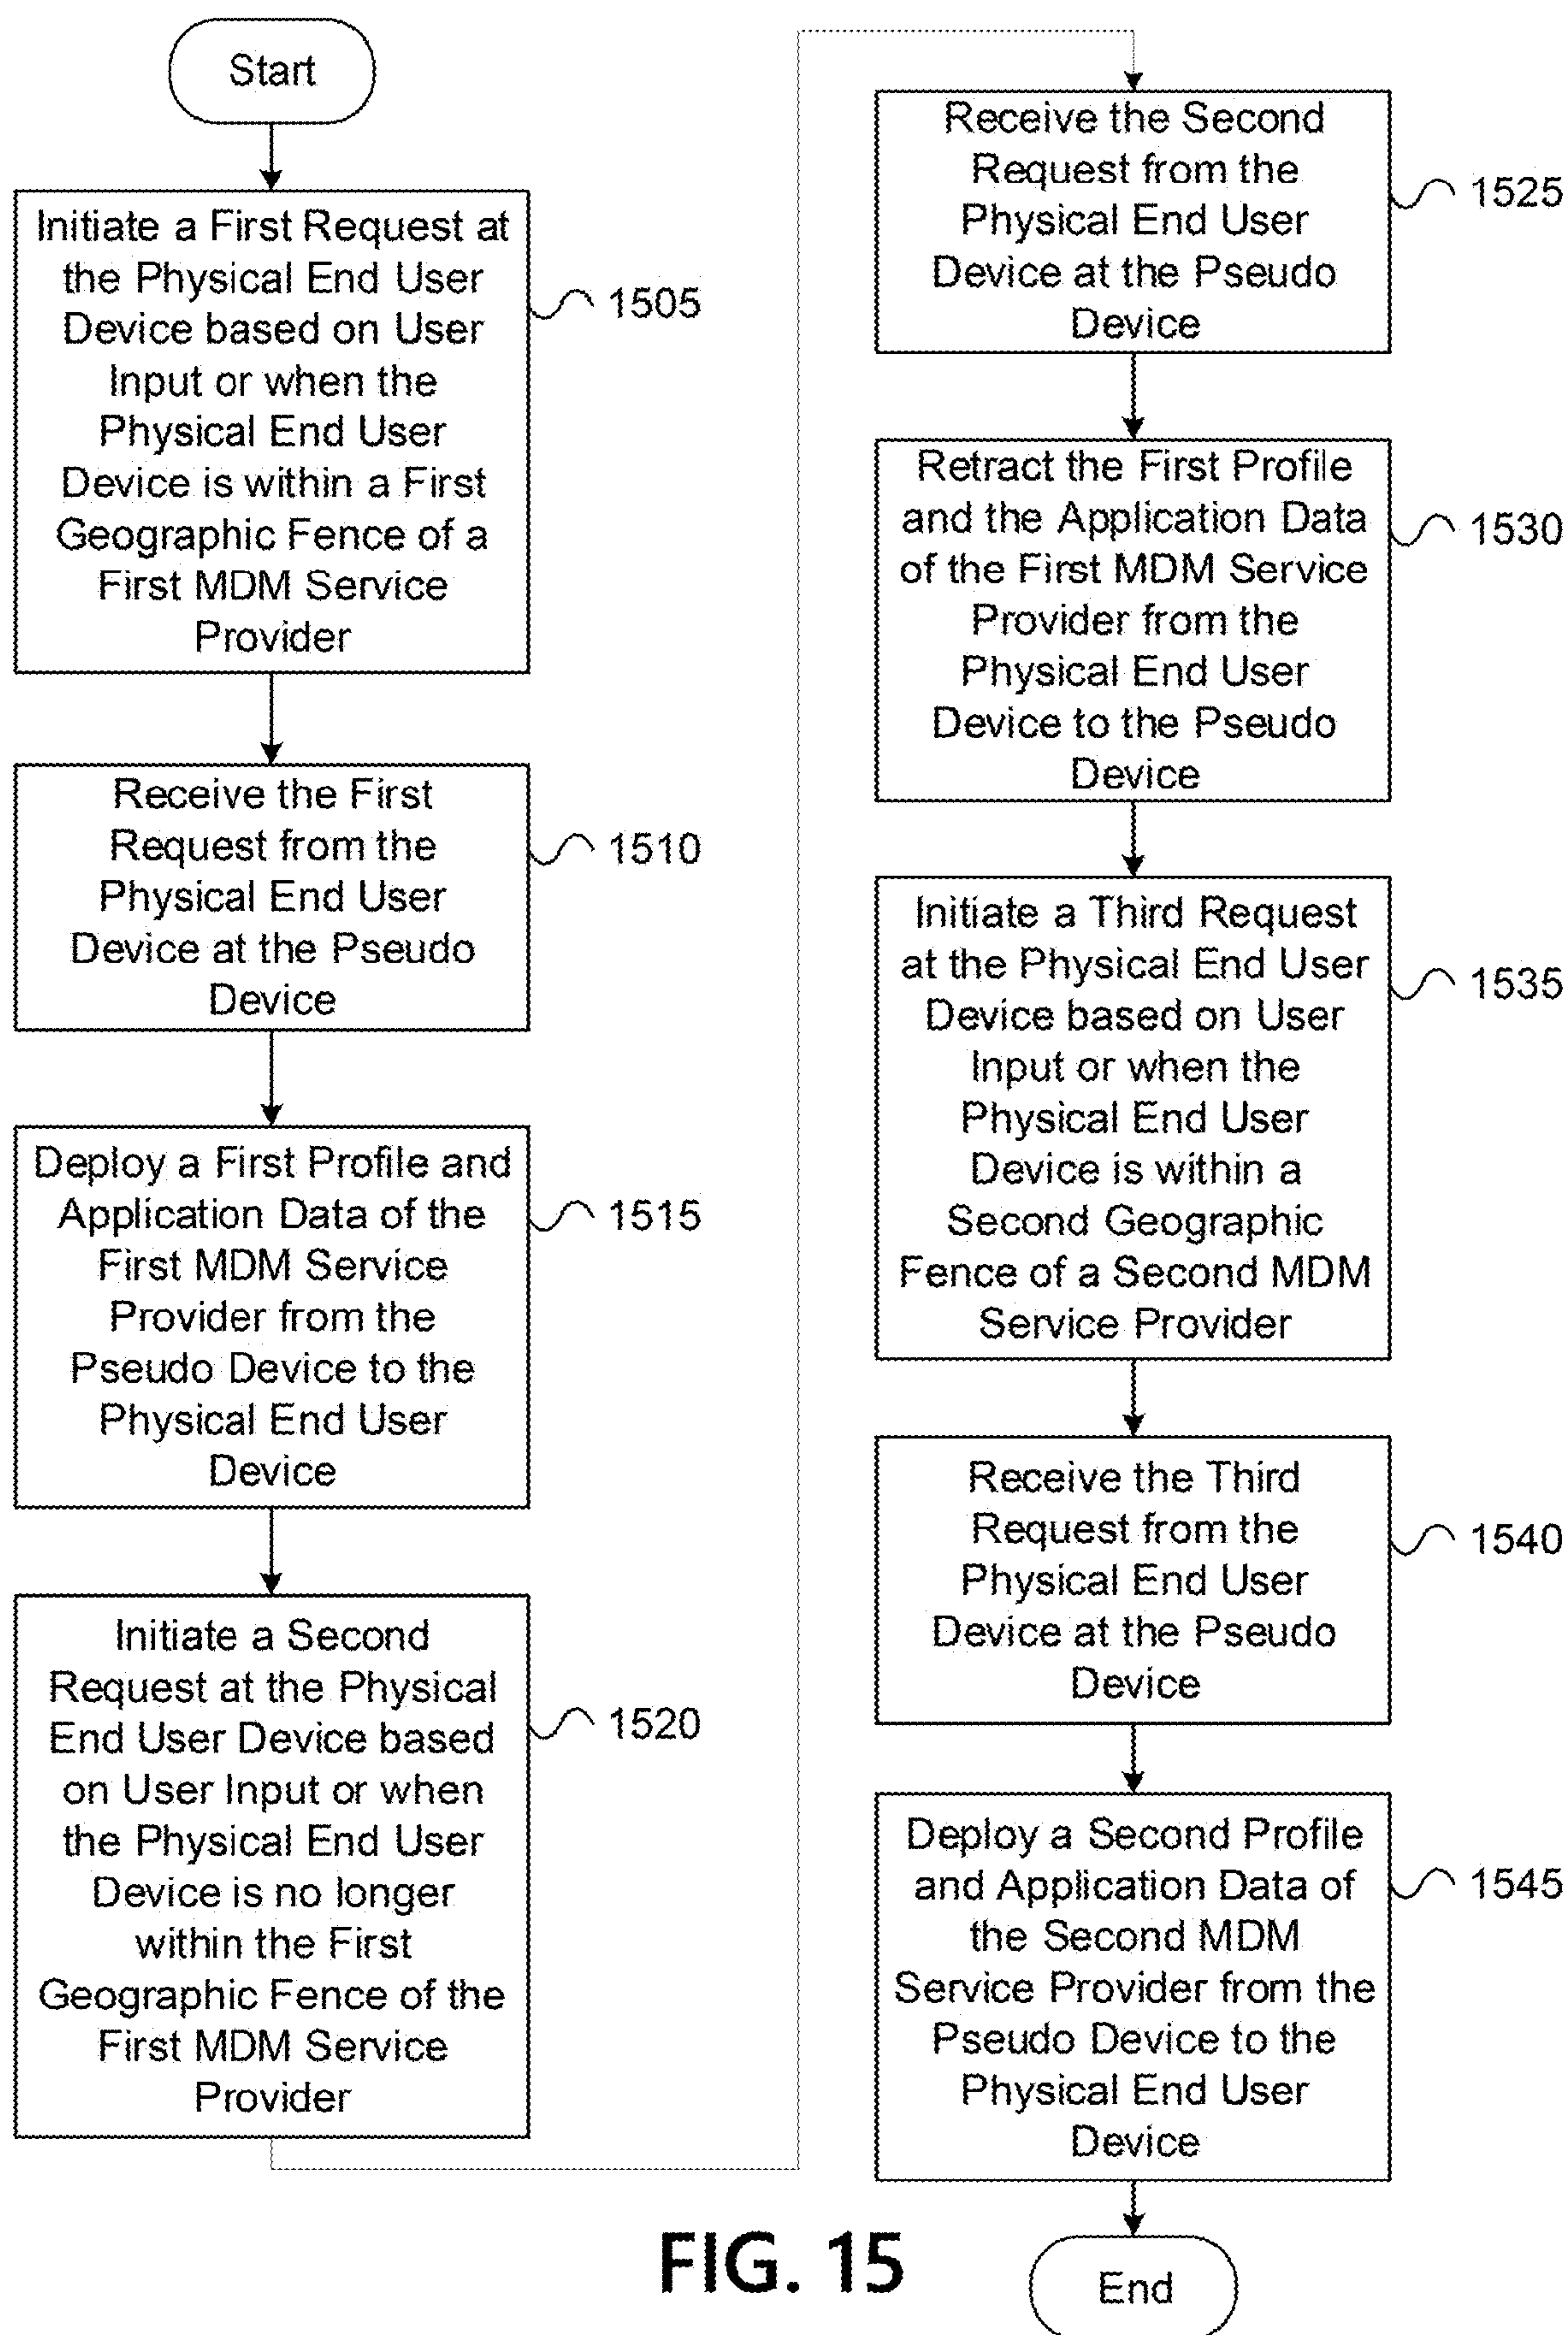 Start
Initiate a First Request at
the Physical End User
Device based on User
Input or when the
Physical End User
Device is within a First
Geographic Fence of a
First MDM Service
Provider
1505
Receive the First
Request from the
Physical End User
Device at the Pseudo
Device
1510
Deploy a First Profile and
Application Data of the
First MDM Service
Provider from the
Pseudo Device to the
Physical End User
Device
1515
Initiate a Second
Request at the Physical
End User Device based
on User Input or when
the Physical End User
Device is no longer
within the First
Geographic Fence of the
First MDM Service
Provider
1520
Receive the Second
Request from the
Physical End User
Device at the Pseudo
Device
1525
Retract the First Profile
and the Application Data
of the First MDM Service
Provider from the
Physical End User
Device to the Pseudo
Device
1530
Initiate a Third Request
at the Physical End User
Device based on User
Input or when the
Physical End User
Device is within a
Second Geographic
Fence of a Second MDM
Service Provider
1535
Receive the Third
Request from the
Physical End User
Device at the Pseudo
Device
1540
Deploy a Second Profile
and Application Data of
the Second MDM
Service Provider from the
Pseudo Device to the
Physical End User
Device
1545
End
FIG. 15